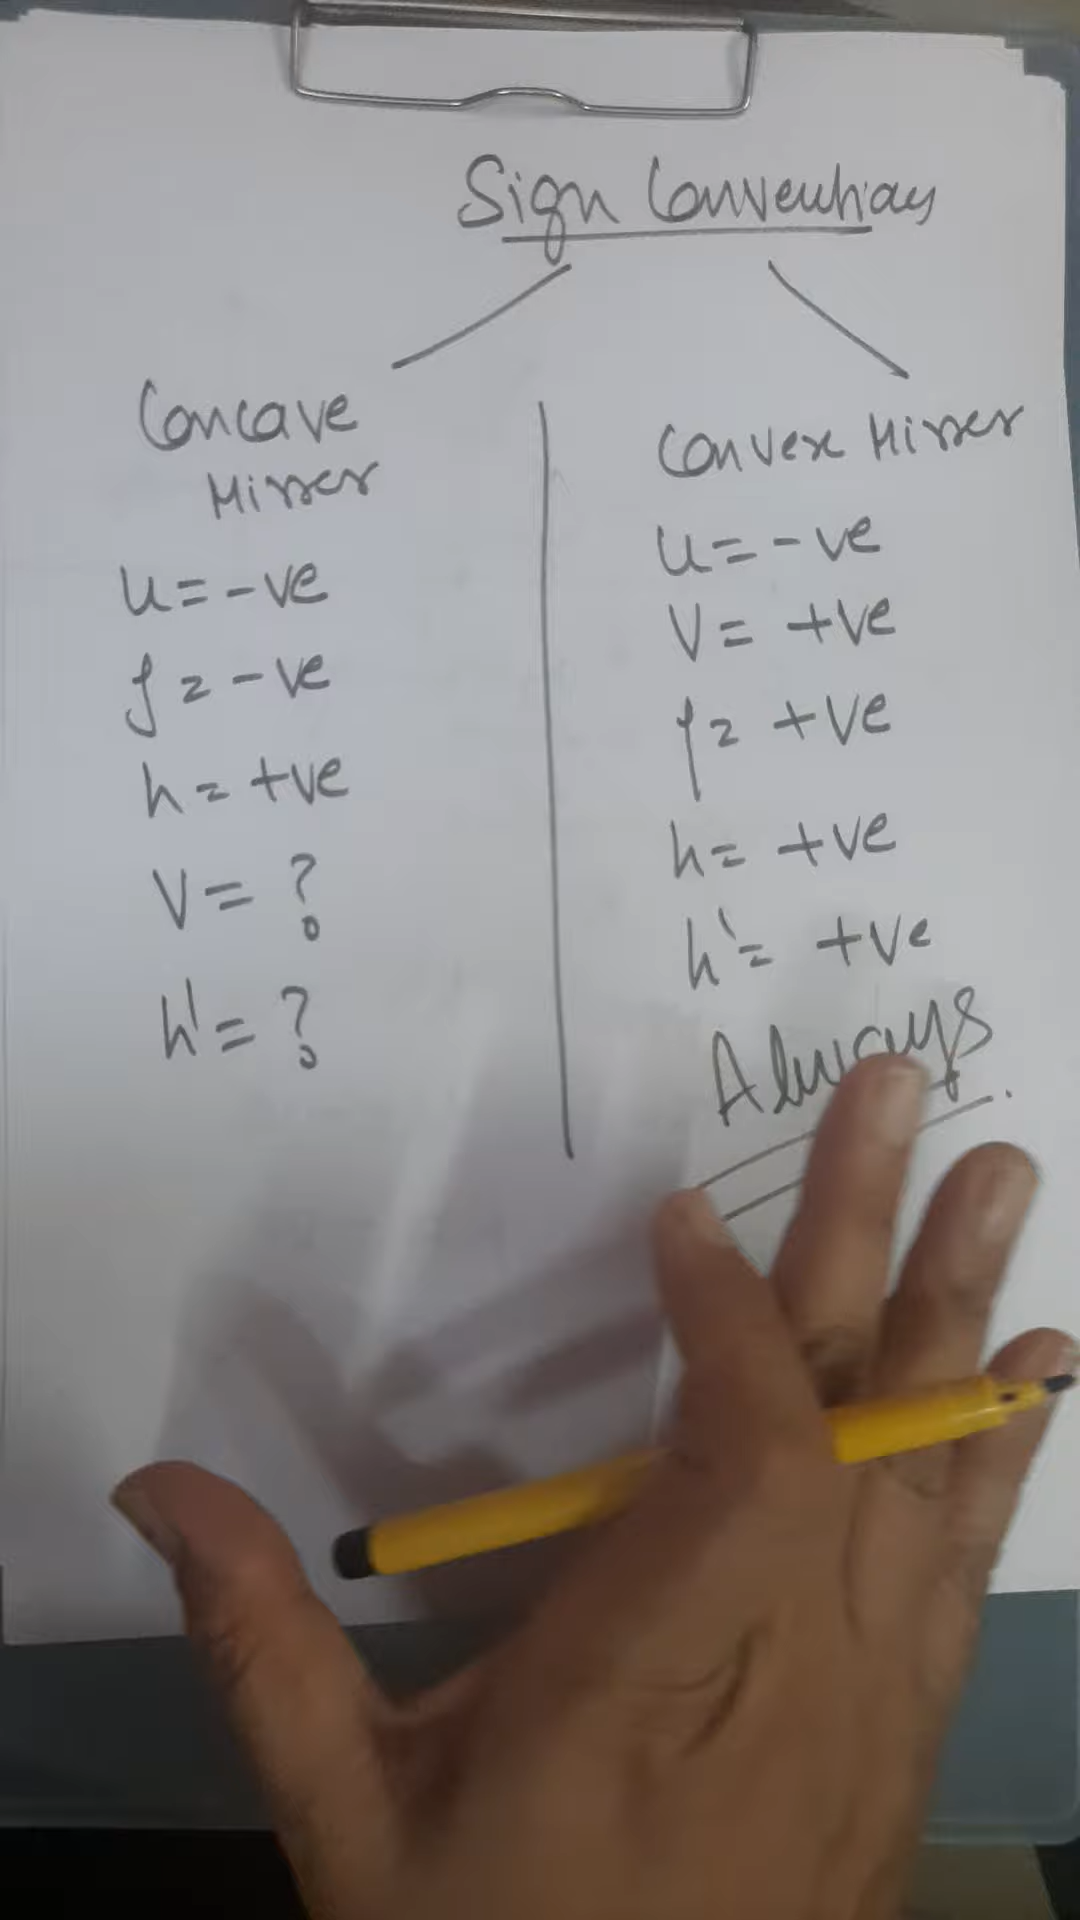 Sign Conventions
Concave
Mirror
u = -ve
f = -ve
h = +ve
V = ?
h' = ?
Convex Mirror
u = -ve
V = +ve
f = +ve
h = +ve
h' = +ve
Always